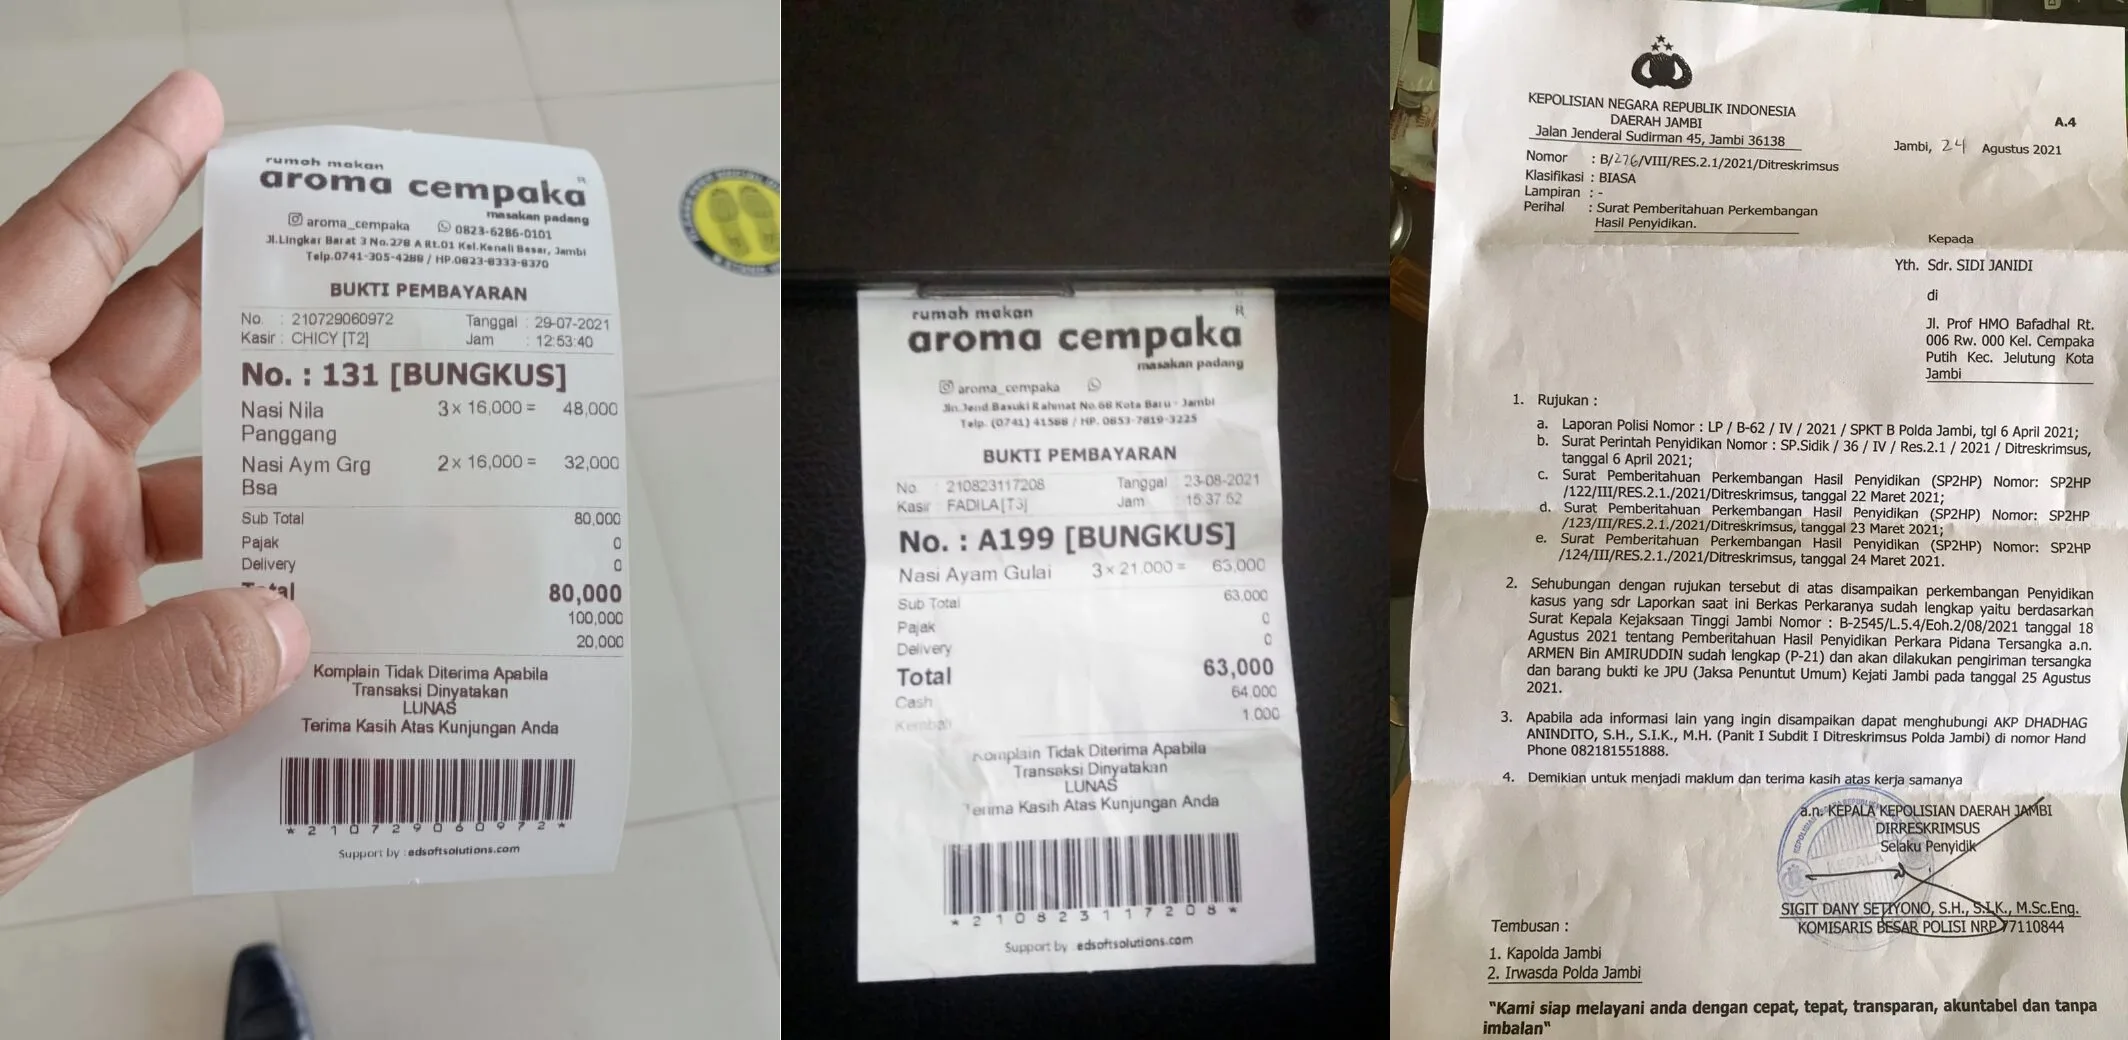 rumah makan
aroma cempaka
R
masakan padang
aroma_cempaka 0823-6286-0101
Jl.Lingkar Barat 3 No.278 A Rt.01 Kel.Kenali Besar, Jambi
Telp.0741-305-4288 / HP.0823-8333-8370
BUKTI PEMBAYARAN
No. : 210729060972 Tanggal : 29-07-2021
Kasir : CHICY [T2] Jam : 12:53:40
No. : 131 [BUNGKUS]
Nasi Nila 3 x 16,000 = 48,000
Panggang
Nasi Aym Grg 2 x 16,000 = 32,000
Bsa
Sub Total 80,000
Pajak 0
Delivery 0
Total 80,000
100,000
20,000
Komplain Tidak Diterima Apabila
Transaksi Dinyatakan
LUNAS
Terima Kasih Atas Kunjungan Anda
*210729060972*
Support by : edsoftsolutions.com
rumah makan
aroma cempaka
R
masakan padang
aroma_cempaka
Jln.Jend.Basuki Rahmat No.68 Kota Baru - Jambi
Telp. (0741) 41588 / HP. 0853-7819-3225
BUKTI PEMBAYARAN
No. : 210823117208 Tanggal : 23-08-2021
Kasir : FADILA[T3] Jam : 15:37:52
No. : A199 [BUNGKUS]
Nasi Ayam Gulai 3 x 21.000 = 63,000
Sub Total 63,000
Pajak 0
Delivery 0
Total 63,000
Cash 64.000
Kembali 1.000
Komplain Tidak Diterima Apabila
Transaksi Dinyatakan
LUNAS
Terima Kasih Atas Kunjungan Anda
*210823117208*
Support by : edsoftsolutions.com
KEPOLISIAN NEGARA REPUBLIK INDONESIA
DAERAH JAMBI
Jalan Jenderal Sudirman 45, Jambi 36138
A.4
Jambi, 24 Agustus 2021
Nomor : B/276/VIII/RES.2.1/2021/Ditreskrimsus
Klasifikasi : BIASA
Lampiran : -
Perihal : Surat Pemberitahuan Perkembangan
Hasil Penyidikan.
Kepada
Yth. Sdr. SIDI JANIDI
di
Jl. Prof HMO Bafadhal Rt.
006 Rw. 000 Kel. Cempaka
Putih Kec. Jelutung Kota
Jambi
1. Rujukan :
a. Laporan Polisi Nomor : LP / B-62 / IV / 2021 / SPKT B Polda Jambi, tgl 6 April 2021;
b. Surat Perintah Penyidikan Nomor : SP.Sidik / 36 / IV / Res.2.1 / 2021 / Ditreskrimsus,
tanggal 6 April 2021;
c. Surat Pemberitahuan Perkembangan Hasil Penyidikan (SP2HP) Nomor: SP2HP
/122/III/RES.2.1./2021/Ditreskrimsus, tanggal 22 Maret 2021;
d. Surat Pemberitahuan Perkembangan Hasil Penyidikan (SP2HP) Nomor: SP2HP
/123/III/RES.2.1./2021/Ditreskrimsus, tanggal 23 Maret 2021;
e. Surat Pemberitahuan Perkembangan Hasil Penyidikan (SP2HP) Nomor: SP2HP
/124/III/RES.2.1./2021/Ditreskrimsus, tanggal 24 Maret 2021.
2. Sehubungan dengan rujukan tersebut di atas disampaikan perkembangan Penyidikan
kasus yang sdr Laporkan saat ini Berkas Perkaranya sudah lengkap yaitu berdasarkan
Surat Kepala Kejaksaan Tinggi Jambi Nomor : B-2545/L.5.4/Eoh.2/08/2021 tanggal 18
Agustus 2021 tentang Pemberitahuan Hasil Penyidikan Perkara Pidana Tersangka a.n.
ARMEN Bin AMIRUDDIN sudah lengkap (P-21) dan akan dilakukan pengiriman tersangka
dan barang bukti ke JPU (Jaksa Penuntut Umum) Kejati Jambi pada tanggal 25 Agustus
2021.
3. Apabila ada informasi lain yang ingin disampaikan dapat menghubungi AKP DHADHAG
ANINDITO, S.H., S.I.K., M.H. (Panit I Subdit I Ditreskrimsus Polda Jambi) di nomor Hand
Phone 082181551888.
4. Demikian untuk menjadi maklum dan terima kasih atas kerja samanya
a.n. KEPALA KEPOLISIAN DAERAH JAMBI
DIRRESKRIMSUS
Selaku Penyidik
KEPALA
SIGIT DANY SETIYONO, S.H., S.I.K., M.Sc.Eng.
KOMISARIS BESAR POLISI NRP 77110844
Tembusan :
1. Kapolda Jambi
2. Irwasda Polda Jambi
"Kami siap melayani anda dengan cepat, tepat, transparan, akuntabel dan tanpa
imbalan"